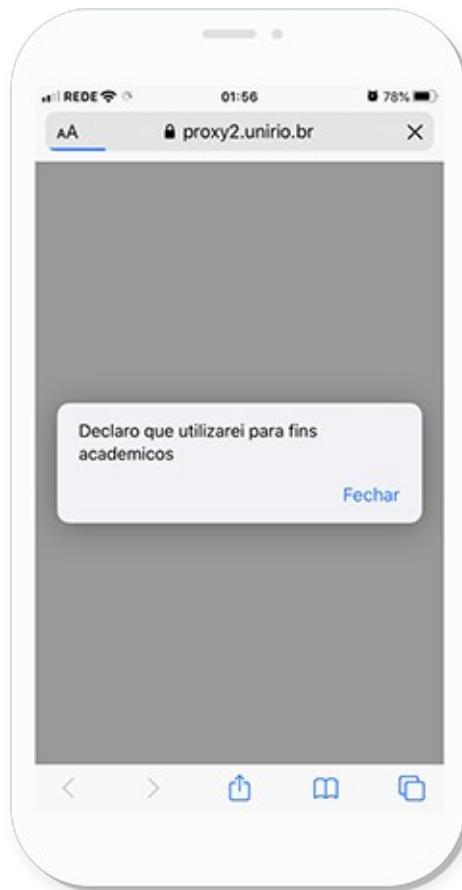 REDE 01:56 78%
AA proxy2.unirio.br
Declaro que utilizarei para fins
academicos
Fechar